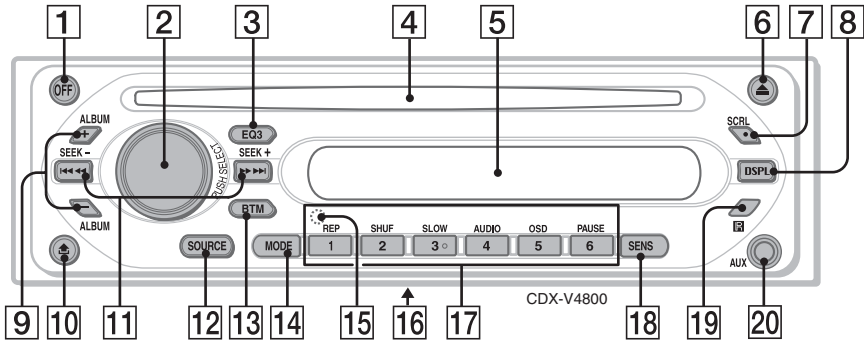 1 2 3 4 5 6 7 8
OFF
ALBUM
+
EQ3
SCRL
SEEK –
SEEK +
PUSH SELECT
DSPL
–
ALBUM
BTM
REP SHUF SLOW AUDIO OSD PAUSE
SOURCE MODE 1 2 3 4 5 6 SENS
IR
AUX
CDX-V4800
9 10 11 12 13 14 15 16 17 18 19 20